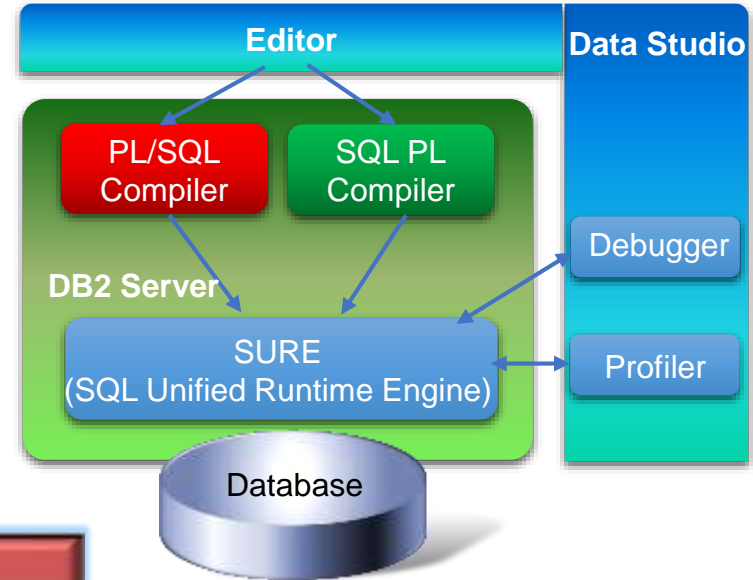 Editor
Data Studio
PL/SQL
Compiler
SQL PL
Compiler
Debugger
DB2 Server
SURE
(SQL Unified Runtime Engine)
Profiler
Database